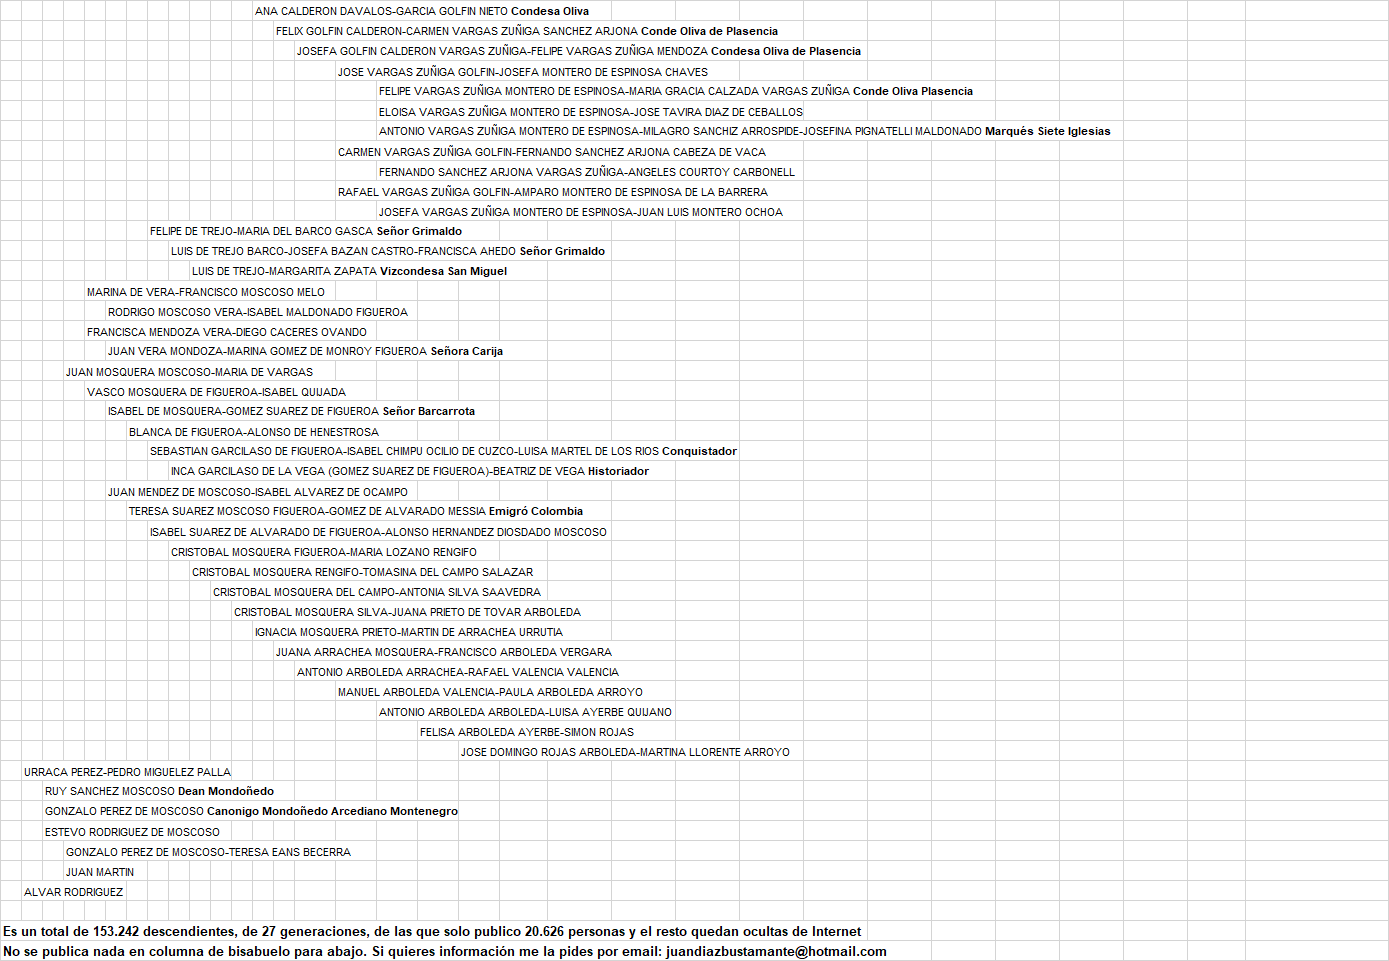 ANA CALDERON DAVALOS-GARCIA GOLFIN NIETO Condesa Oliva
FELIX GOLFIN CALDERON-CARMEN VARGAS ZUÑIGA SANCHEZ ARJONA Conde Oliva de Plasencia
JOSEFA GOLFIN CALDERON VARGAS ZUÑIGA-FELIPE VARGAS ZUÑIGA MENDOZA Condesa Oliva de Plasencia
JOSE VARGAS ZUÑIGA GOLFIN-JOSEFA MONTERO DE ESPINOSA CHAVES
FELIPE VARGAS ZUÑIGA MONTERO DE ESPINOSA-MARIA GRACIA CALZADA VARGAS ZUÑIGA Conde Oliva Plasencia
ELOISA VARGAS ZUÑIGA MONTERO DE ESPINOSA-JOSE TAVIRA DIAZ DE CEBALLOS
ANTONIO VARGAS ZUÑIGA MONTERO DE ESPINOSA-MILAGRO SANCHIZ ARROSPIDE-JOSEFINA PIGNATELLI MALDONADO Marqués Siete Iglesias
CARMEN VARGAS ZUÑIGA GOLFIN-FERNANDO SANCHEZ ARJONA CABEZA DE VACA
FERNANDO SANCHEZ ARJONA VARGAS ZUÑIGA-ANGELES COURTOY CARBONELL
RAFAEL VARGAS ZUÑIGA GOLFIN-AMPARO MONTERO DE ESPINOSA DE LA BARRERA
JOSEFA VARGAS ZUÑIGA MONTERO DE ESPINOSA-JUAN LUIS MONTERO OCHOA
FELIPE DE TREJO-MARIA DEL BARCO GASCA Señor Grimaldo
LUIS DE TREJO BARCO-JOSEFA BAZAN CASTRO-FRANCISCA AHEDO Señor Grimaldo
LUIS DE TREJO-MARGARITA ZAPATA Vizcondesa San Miguel
MARINA DE VERA-FRANCISCO MOSCOSO MELO
RODRIGO MOSCOSO VERA-ISABEL MALDONADO FIGUEROA
FRANCISCA MENDOZA VERA-DIEGO CACERES OVANDO
JUAN VERA MONDOZA-MARINA GOMEZ DE MONROY FIGUEROA Señora Carija
JUAN MOSQUERA MOSCOSO-MARIA DE VARGAS
VASCO MOSQUERA DE FIGUEROA-ISABEL QUIJADA
ISABEL DE MOSQUERA-GOMEZ SUAREZ DE FIGUEROA Señor Barcarrota
BLANCA DE FIGUEROA-ALONSO DE HENESTROSA
SEBASTIAN GARCILASO DE FIGUEROA-ISABEL CHIMPU OCILIO DE CUZCO-LUISA MARTEL DE LOS RIOS Conquistador
INCA GARCILASO DE LA VEGA (GOMEZ SUAREZ DE FIGUEROA)-BEATRIZ DE VEGA Historiador
JUAN MENDEZ DE MOSCOSO-ISABEL ALVAREZ DE OCAMPO
TERESA SUAREZ MOSCOSO FIGUEROA-GOMEZ DE ALVARADO MESSIA Emigró Colombia
ISABEL SUAREZ DE ALVARADO DE FIGUEROA-ALONSO HERNANDEZ DIOSDADO MOSCOSO
CRISTOBAL MOSQUERA FIGUEROA-MARIA LOZANO RENGIFO
CRISTOBAL MOSQUERA RENGIFO-TOMASINA DEL CAMPO SALAZAR
CRISTOBAL MOSQUERA DEL CAMPO-ANTONIA SILVA SAAVEDRA
CRISTOBAL MOSQUERA SILVA-JUANA PRIETO DE TOVAR ARBOLEDA
IGNACIA MOSQUERA PRIETO-MARTIN DE ARRACHEA URRUTIA
JUANA ARRACHEA MOSQUERA-FRANCISCO ARBOLEDA VERGARA
ANTONIO ARBOLEDA ARRACHEA-RAFAEL VALENCIA VALENCIA
MANUEL ARBOLEDA VALENCIA-PAULA ARBOLEDA ARROYO
ANTONIO ARBOLEDA ARBOLEDA-LUISA AYERBE QUIJANO
FELISA ARBOLEDA AYERBE-SIMON ROJAS
JOSE DOMINGO ROJAS ARBOLEDA-MARTINA LLORENTE ARROYO
URRACA PEREZ-PEDRO MIGUELEZ PALLA
RUY SANCHEZ MOSCOSO Dean Mondoñedo
GONZALO PEREZ DE MOSCOSO Canonigo Mondoñedo Arcediano Montenegro
ESTEVO RODRIGUEZ DE MOSCOSO
GONZALO PEREZ DE MOSCOSO-TERESA EANS BECERRA
JUAN MARTIN
ALVAR RODRIGUEZ
Es un total de 153.242 descendientes, de 27 generaciones, de las que solo publico 20.626 personas y el resto quedan ocultas de Internet
No se publica nada en columna de bisabuelo para abajo. Si quieres información me la pides por email: juandiazbustamante@hotmail.com